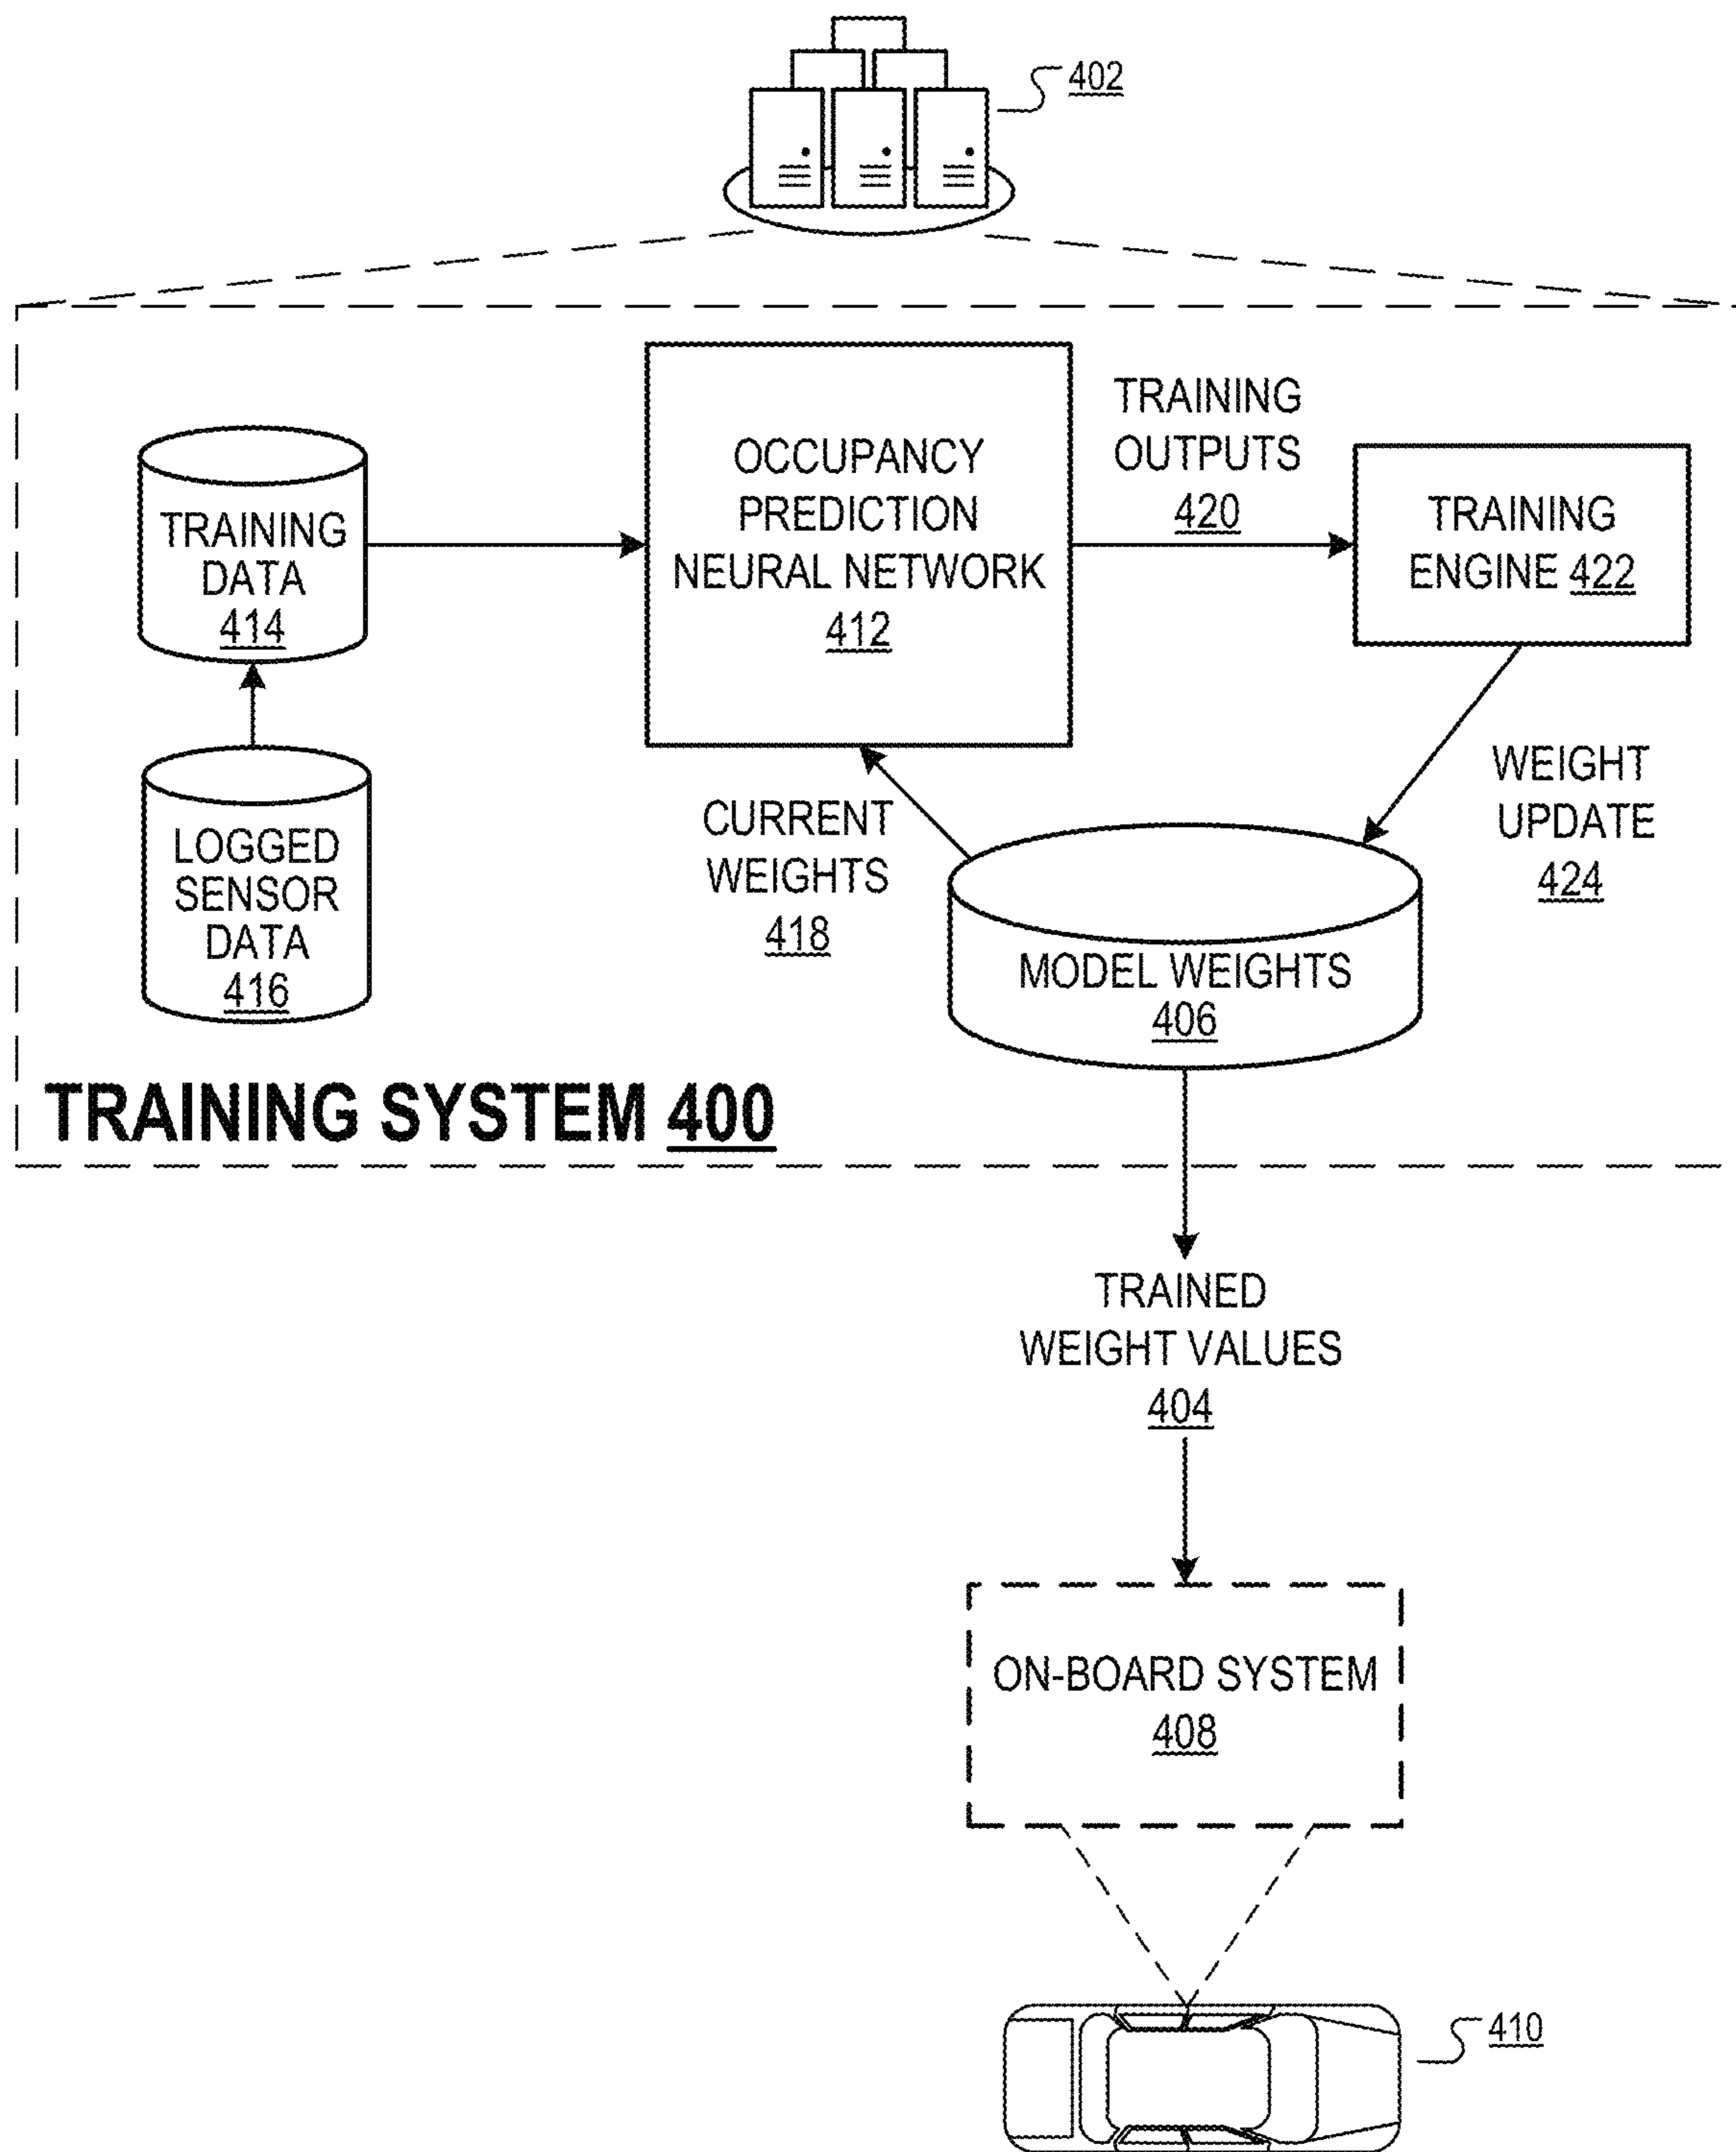 402
TRAINING
OUTPUTS
420
OCCUPANCY
PREDICTION
NEURAL NETWORK
412
TRAINING
DATA
414
TRAINING
ENGINE 422
LOGGED
SENSOR
DATA
416
CURRENT
WEIGHTS
418
WEIGHT
UPDATE
424
MODEL WEIGHTS
406
TRAINING SYSTEM 400
TRAINED
WEIGHT VALUES
404
ON-BOARD SYSTEM
408
410